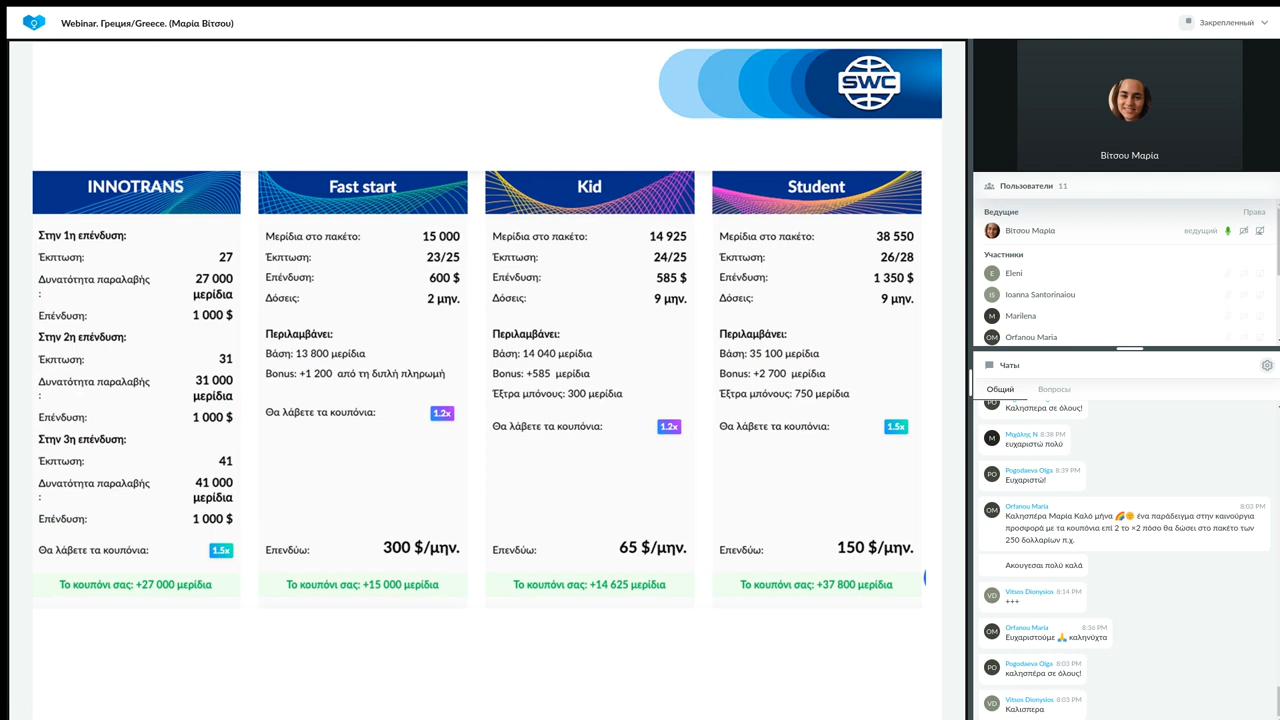 Webinar. Греция/Greece. (Μαρία Βίτσου)
Закрепленный
SWC
INNOTRANS
Στην 1η επένδυση:
Έκπτωση: 27
Δυνατότητα παραλαβής : 27 000 μερίδια
Επένδυση: 1 000 $
Στην 2η επένδυση:
Έκπτωση: 31
Δυνατότητα παραλαβής : 31 000 μερίδια
Επένδυση: 1 000 $
Στην 3η επένδυση:
Έκπτωση: 41
Δυνατότητα παραλαβής : 41 000 μερίδια
Επένδυση: 1 000 $
Θα λάβετε τα κουπόνια: 1.5x
Το κουπόνι σας: +27 000 μερίδια
Fast start
Μερίδια στο πακέτο: 15 000
Έκπτωση: 23/25
Επένδυση: 600 $
Δόσεις: 2 μην.
Περιλαμβάνει:
Βάση: 13 800 μερίδια
Bonus: +1 200 από τη διπλή πληρωμή
Θα λάβετε τα κουπόνια: 1.2x
Επενδύω: 300 $/μην.
Το κουπόνι σας: +15 000 μερίδια
Kid
Μερίδια στο πακέτο: 14 925
Έκπτωση: 24/25
Επένδυση: 585 $
Δόσεις: 9 μην.
Περιλαμβάνει:
Βάση: 14 040 μερίδια
Bonus: +585 μερίδια
Έξτρα μπόνους: 300 μερίδια
Θα λάβετε τα κουπόνια: 1.2x
Επενδύω: 65 $/μην.
Το κουπόνι σας: +14 625 μερίδια
Student
Μερίδια στο πακέτο: 38 550
Έκπτωση: 26/28
Επένδυση: 1 350 $
Δόσεις: 9 μην.
Περιλαμβάνει:
Βάση: 35 100 μερίδια
Bonus: +2 700 μερίδια
Έξτρα μπόνους: 750 μερίδια
Θα λάβετε τα κουπόνια: 1.5x
Επενδύω: 150 $/μην.
Το κουπόνι σας: +37 800 μερίδια
Βίτσου Μαρία
Пользователи 11
Ведущие Права
Βίτσου Μαρία ведущий
Участники
E Eleni
IS Ioanna Santorinaiou
M Marilena
OM Orfanou Maria
Чаты
Общий Вопросы
PO
Καλησπερα σε όλους!
M Μιχάλης Ν 8:38 PM
ευχαριστώ πολύ
PO Pogodaeva Olga 8:39 PM
Ευχαριστώ!
OM Orfanou Maria 8:03 PM
Καλησπέρα Μαρία Καλό μήνα 🌈🌞 ένα παράδειγμα στην καινούργια
προσφορά με τα κουπόνια επί 2 το ×2 πόσο θα δώσει στο πακέτο των
250 δολλαρίων π.χ.
Ακουγεσαι πολύ καλά
VD Vitsos Dionysios 8:14 PM
+++
OM Orfanou Maria 8:36 PM
Ευχαριστούμε 🙏 καληνύχτα
PO Pogodaeva Olga 8:03 PM
καλησπέρα σε όλους!
VD Vitsos Dionysios 8:03 PM
Καλισπερα